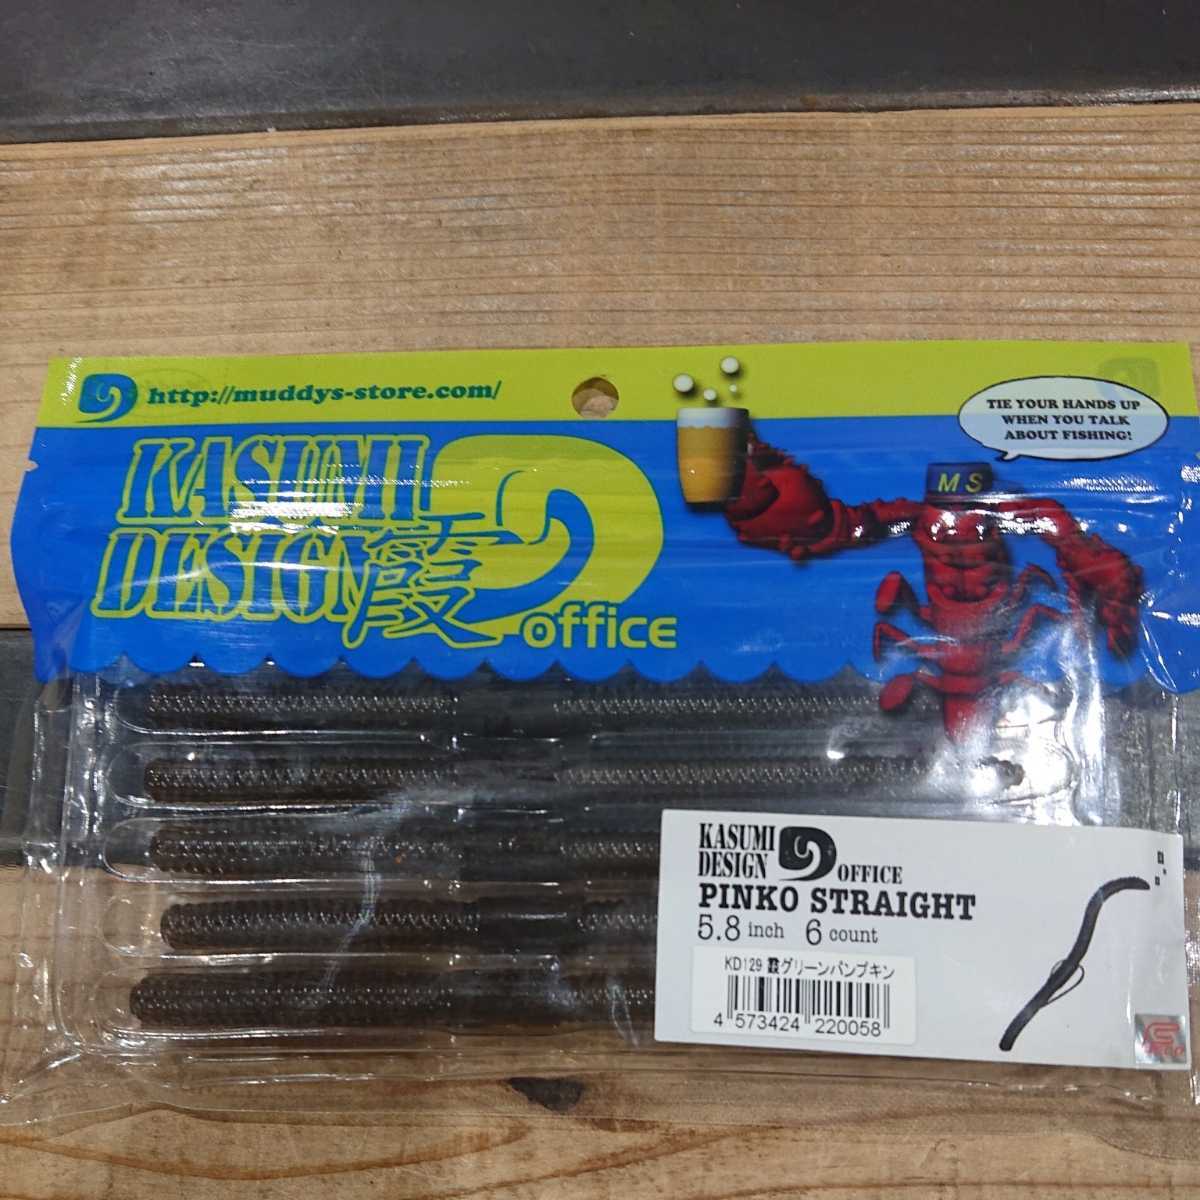 http://muddys-store.com/
TIE YOUR HANDS UP
WHEN YOU TALK
ABOUT FISHING!
MS
KASUMI
DESIGN霞
office
KASUMI
DESIGN
OFFICE
PINKO STRAIGHT
5.8 inch 6 count
KD129 霞グリーンパンプキン
4 573424 220058